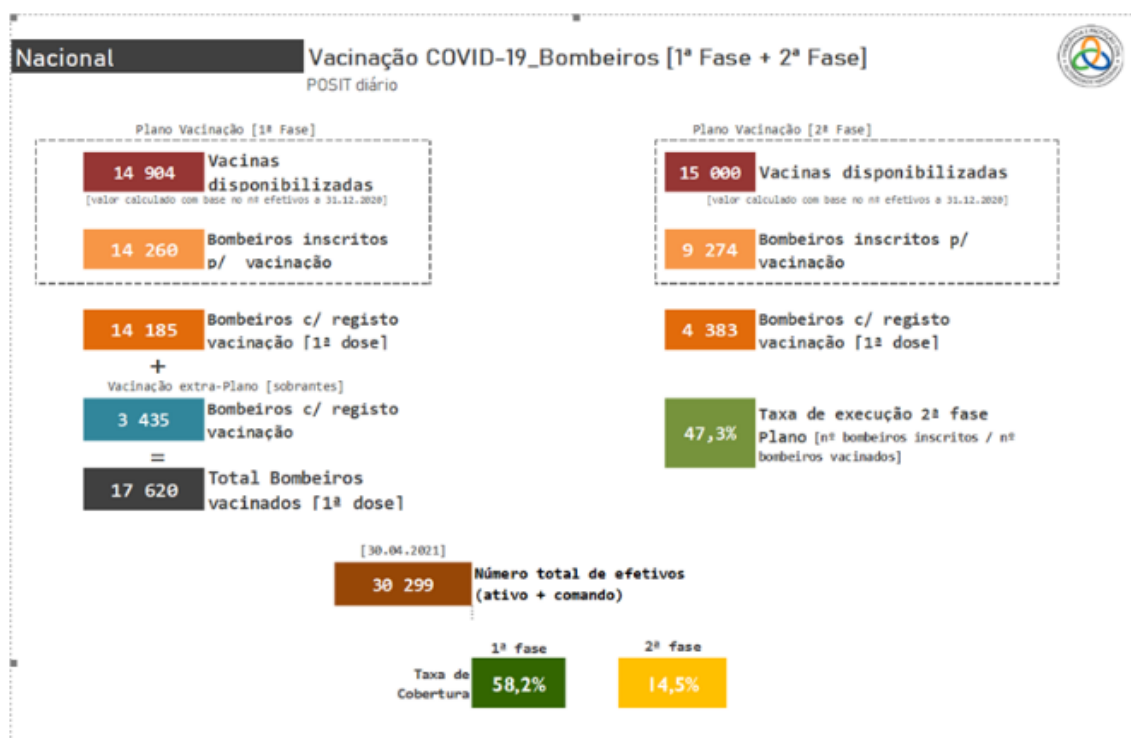 Nacional
Vacinação COVID-19_Bombeiros [1ª Fase + 2ª Fase]
POSIT diário
Plano Vacinação [1ª Fase]
14 904
Vacinas
disponibilizadas
[valor calculado com base no nº efetivos a 31.12.2020]
14 260
Bombeiros inscritos
p/ vacinação
14 185
Bombeiros c/ registo
vacinação [1ª dose]
+
Vacinação extra-Plano [sobrantes]
3 435
Bombeiros c/ registo
vacinação
=
17 620
Total Bombeiros
vacinados [1ª dose]
Plano Vacinação [2ª Fase]
15 000
Vacinas disponibilizadas
[valor calculado com base no nº efetivos a 31.12.2020]
9 274
Bombeiros inscritos p/
vacinação
4 383
Bombeiros c/ registo
vacinação [1ª dose]
47,3%
Taxa de execução 2ª fase
Plano [nº bombeiros inscritos / nº
bombeiros vacinados]
[30.04.2021]
30 299
Número total de efetivos
(ativo + comando)
1ª fase
2ª fase
Taxa de
Cobertura
58,2%
14,5%